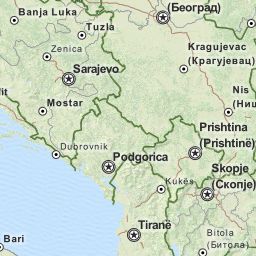 (Београд)
Banja Luka
Tuzla
Zenica
Kragujevac
(Крагујевац)
Sarajevo
Nis
(Ни
Mostar
Prishtina
(Prishtinë)
Dubrovnik
Podgorica
Skopje
(Скопје)
Kukës
Tiranë
Bitola
(Битола)
Bari